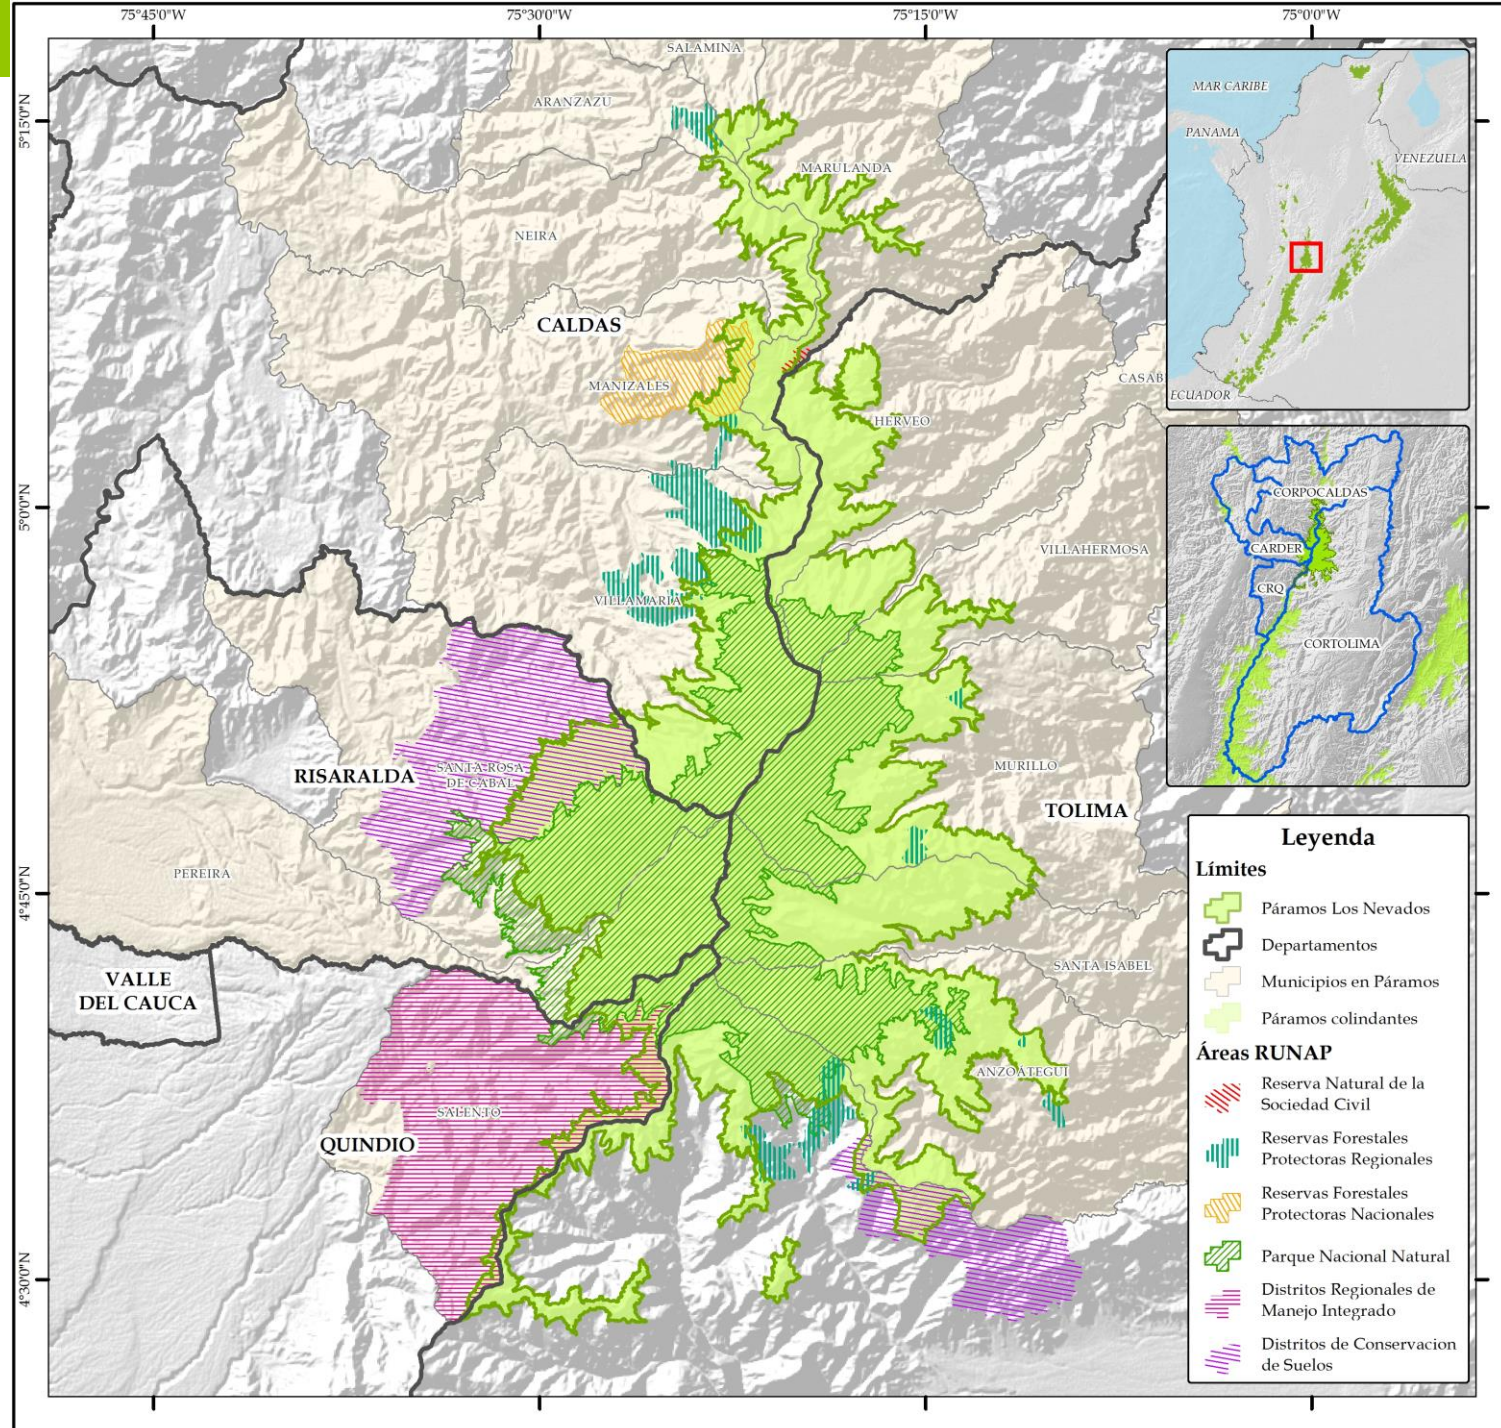 75°45'0"W
75°30'0"W
75°15'0"W
75°0'0"W
5°15'0"N
5°0'0"N
4°45'0"N
4°30'0"N
SALAMINA
ARANZAZU
MARULANDA
NEIRA
CALDAS
MANIZALES
CASAB
HERVEO
VILLAHERMOSA
VILLAMARIA
SANTA ROSA
DE CABAL
RISARALDA
MURILLO
TOLIMA
PEREIRA
SANTA ISABEL
VALLE
DEL CAUCA
ANZOATEGUI
SALENTO
QUINDIO
MAR CARIBE
PANAMA
VENEZUELA
ECUADOR
CORPOCALDAS
CARDER
CRQ
CORTOLIMA
Leyenda
Límites
Páramos Los Nevados
Departamentos
Municipios en Páramos
Páramos colindantes
Áreas RUNAP
Reserva Natural de la
Sociedad Civil
Reservas Forestales
Protectoras Regionales
Reservas Forestales
Protectoras Nacionales
Parque Nacional Natural
Distritos Regionales de
Manejo Integrado
Distritos de Conservacion
de Suelos